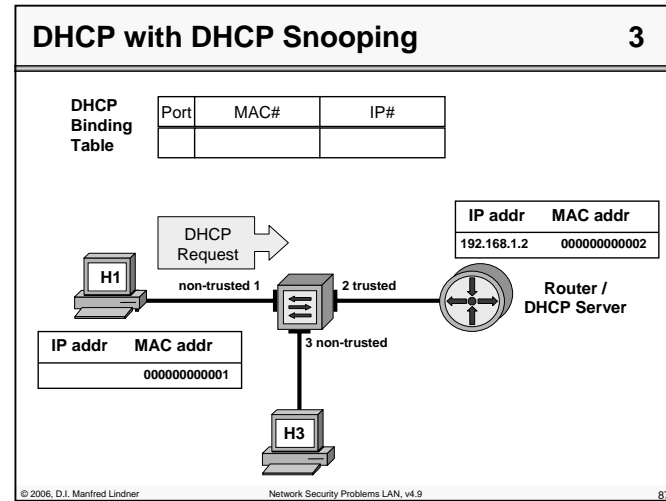 DHCP with DHCP Snooping 3
DHCP
Binding
Table
Port MAC# IP#
IP addr MAC addr
192.168.1.2 000000000002
DHCP
Request
H1
non-trusted 1
2 trusted
Router /
DHCP Server
3 non-trusted
IP addr MAC addr
000000000001
H3
© 2006, D.I. Manfred Lindner Network Security Problems LAN, v4.9